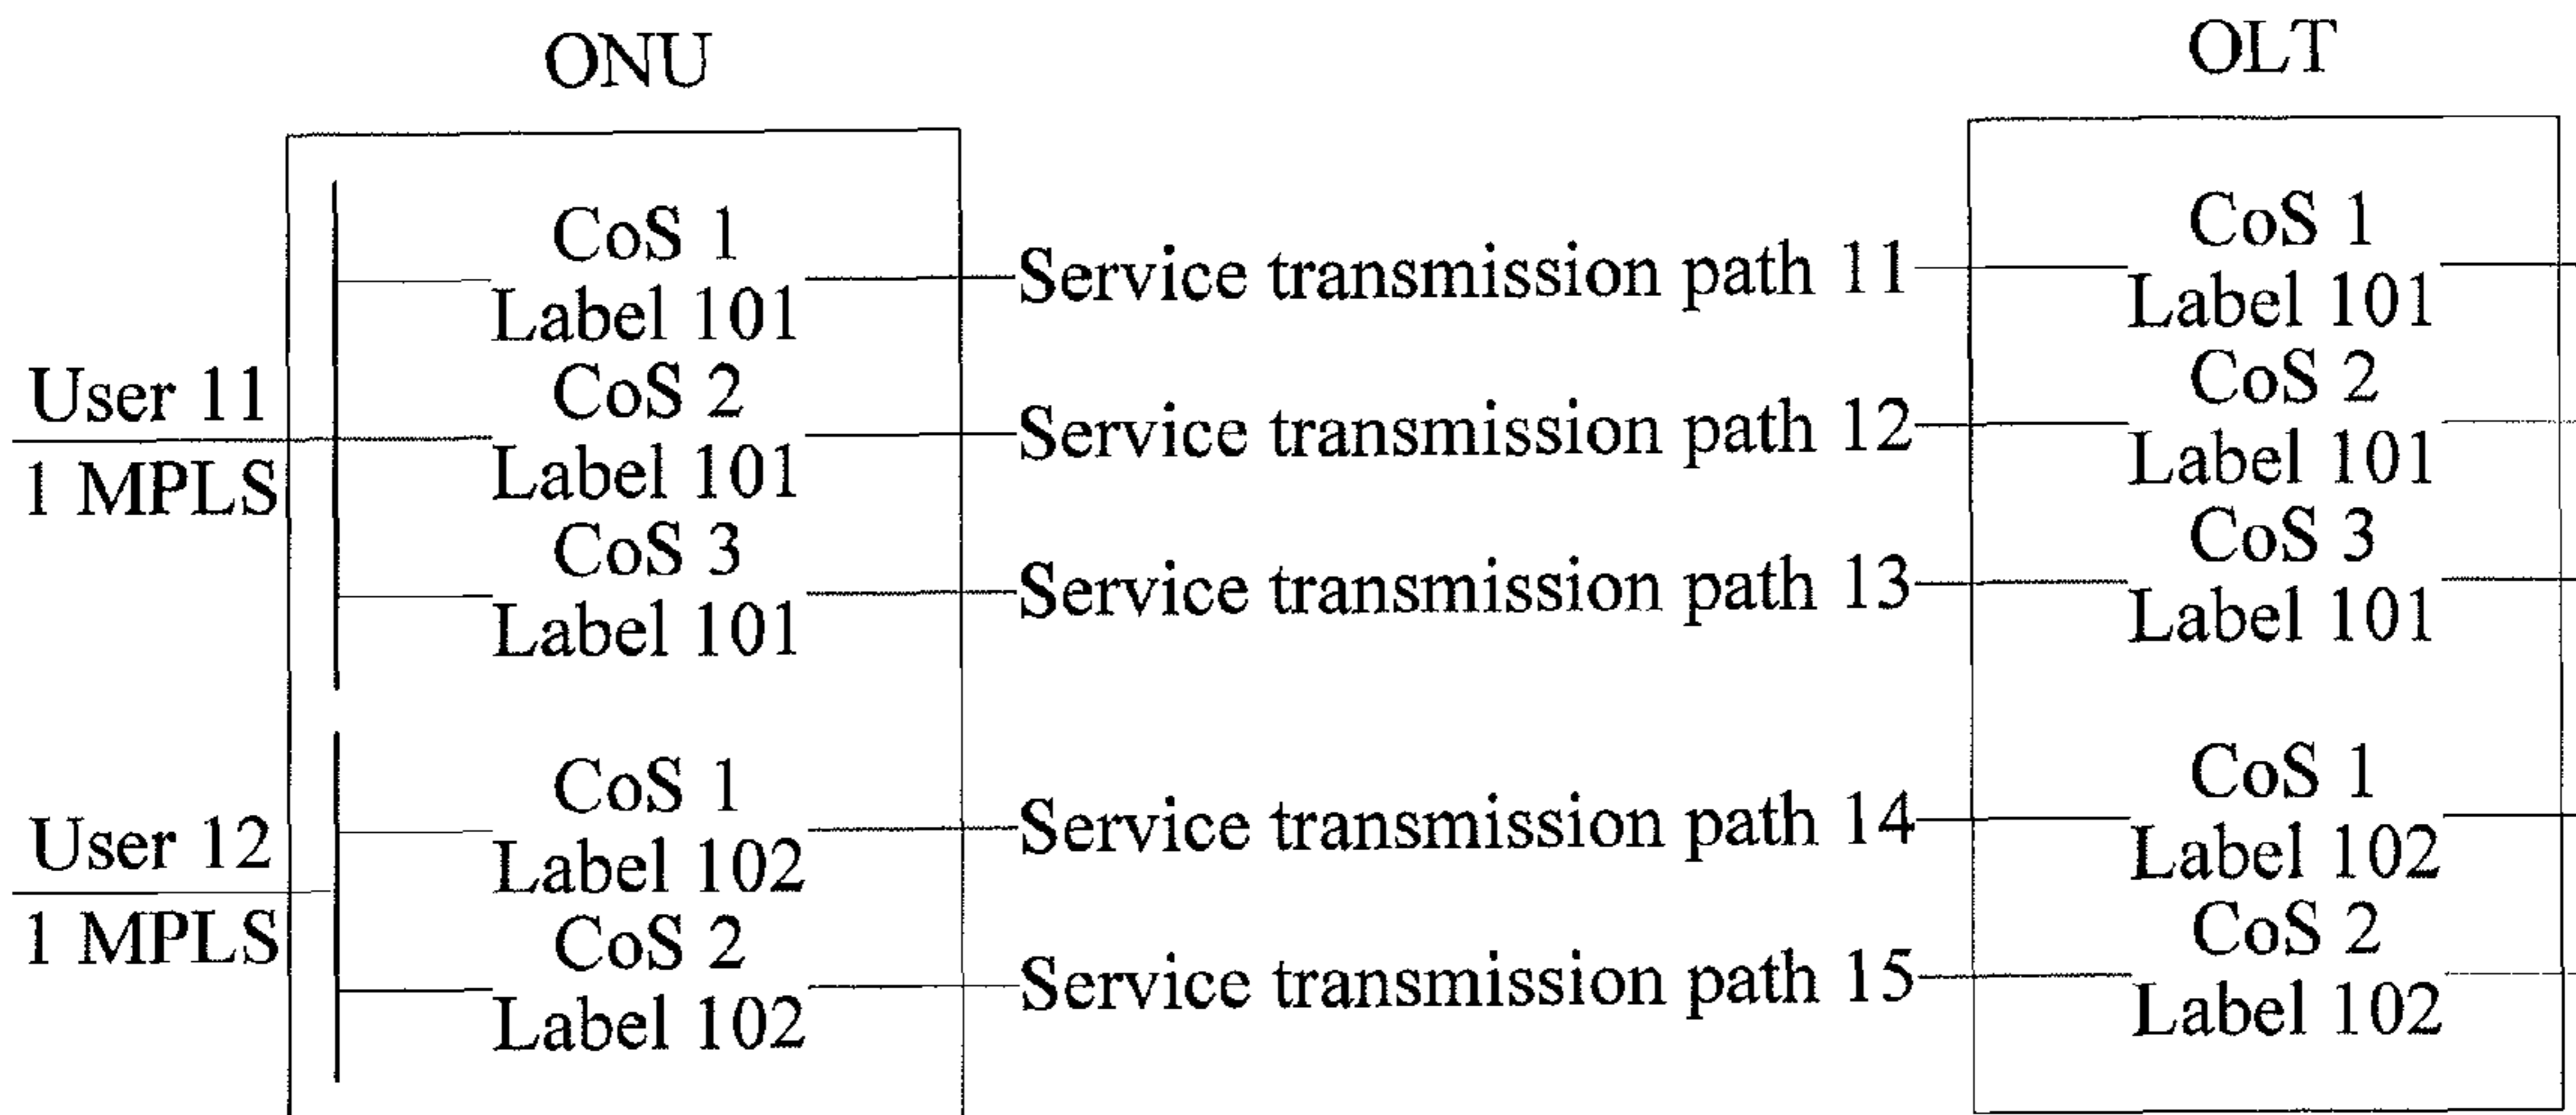 ONU
OLT
CoS 1
Label 101
Service transmission path 11
CoS 1
Label 101
User 11
1 MPLS
CoS 2
Label 101
Service transmission path 12
CoS 2
Label 101
CoS 3
Label 101
Service transmission path 13
CoS 3
Label 101
User 12
1 MPLS
CoS 1
Label 102
Service transmission path 14
CoS 1
Label 102
CoS 2
Label 102
Service transmission path 15
CoS 2
Label 102